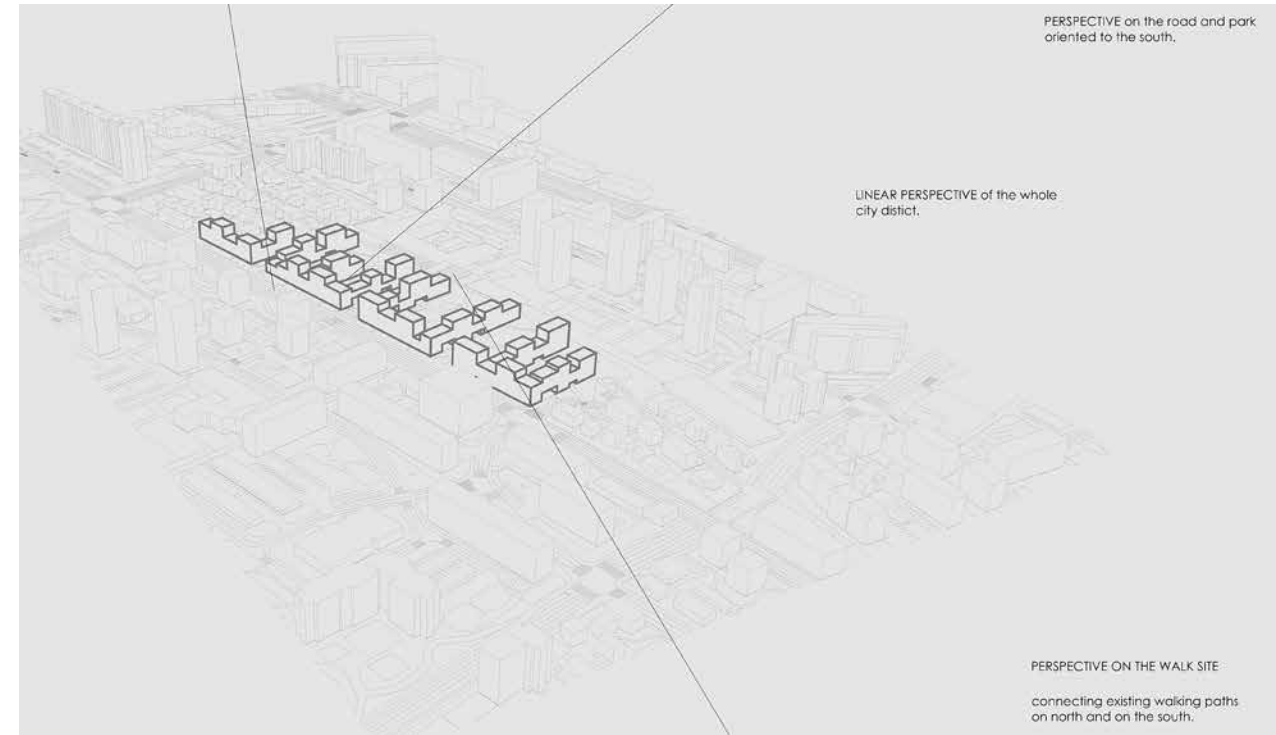 PERSPECTIVE on the road and park
oriented to the south.
LINEAR PERSPECTIVE of the whole
city distict.
PERSPECTIVE ON THE WALK SITE
connecting existing walking paths
on north and on the south.